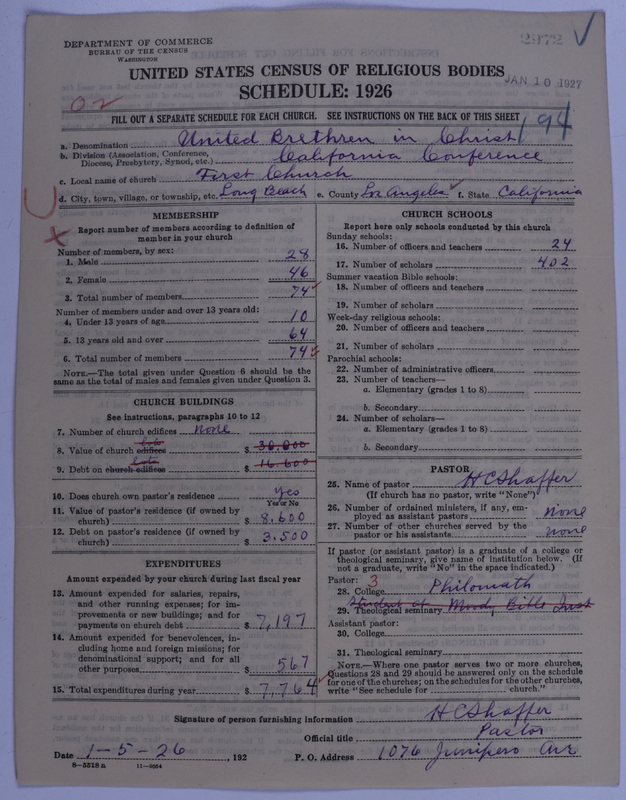 2972
DEPARTMENT OF COMMERCE
BUREAU OF THE CENSUS
WASHINGTON
UNITED STATES CENSUS OF RELIGIOUS BODIES
JAN 10 1927
SCHEDULE: 1926
FILL OUT A SEPARATE SCHEDULE FOR EACH CHURCH. SEE INSTRUCTIONS ON THE BACK OF THIS SHEET
194
a. Denomination United Brethren in Christ
b. Division (Association, Conference, Diocese, Presbytery, Synod, etc.) California Conference
c. Local name of church First Church
d. City, town, village, or township, etc. Long Beach e. County Los Angeles f. State California
MEMBERSHIP
Report number of members according to definition of
member in your church
Number of members, by sex:
1. Male 28
2. Female 46
3. Total number of members 74
Number of members under and over 13 years old:
4. Under 13 years of age 10
5. 13 years old and over 64
6. Total number of members 74
NOTE.—The total given under Question 6 should be the
same as the total of males and females given under Question 3.
CHURCH BUILDINGS
See instructions, paragraphs 10 to 12
7. Number of church edifices none
lots
8. Value of church edifices $ 30.000
lots
9. Debt on church edifices $ 16.600
10. Does church own pastor's residence yes
Yes or No
11. Value of pastor's residence (if owned by
church) $ 8.600
12. Debt on pastor's residence (if owned by
church) $ 3.500
EXPENDITURES
Amount expended by your church during last fiscal year
13. Amount expended for salaries, repairs,
and other running expenses; for im-
provements or new buildings; and for
payments on church debt $ 7,197
14. Amount expended for benevolences, in-
cluding home and foreign missions; for
denominational support; and for all
other purposes $ 567
15. Total expenditures during year $ 7,764
CHURCH SCHOOLS
Report here only schools conducted by this church
Sunday schools:
16. Number of officers and teachers 24
17. Number of scholars 402
Summer vacation Bible schools:
18. Number of officers and teachers
19. Number of scholars
Week-day religious schools:
20. Number of officers and teachers
21. Number of scholars
Parochial schools:
22. Number of administrative officers
23. Number of teachers—
a. Elementary (grades 1 to 8)
b. Secondary
24. Number of scholars—
a. Elementary (grades 1 to 8)
b. Secondary
PASTOR
25. Name of pastor H C Shaffer
(If church has no pastor, write "None")
26. Number of ordained ministers, if any, em-
ployed as assistant pastors none
27. Number of other churches served by the
pastor or his assistants none
If pastor (or assistant pastor) is a graduate of a college or
theological seminary, give name of institution below. (If
not a graduate, write "No" in the space indicated.)
Pastor: 3
28. College Philomath
Student of Mody Bible Inst
29. Theological seminary
Assistant pastor:
30. College
31. Theological seminary
NOTE.—Where one pastor serves two or more churches,
Questions 28 and 29 should be answered only on the schedule
for one of the churches; on the schedules for the other churches,
write "See schedule for church."
Signature of person furnishing information H C Shaffer
Official title Pastor
Date 1-5-26, 192 P. O. Address 1076 Junipero Ave
8-5518 a 11-9054